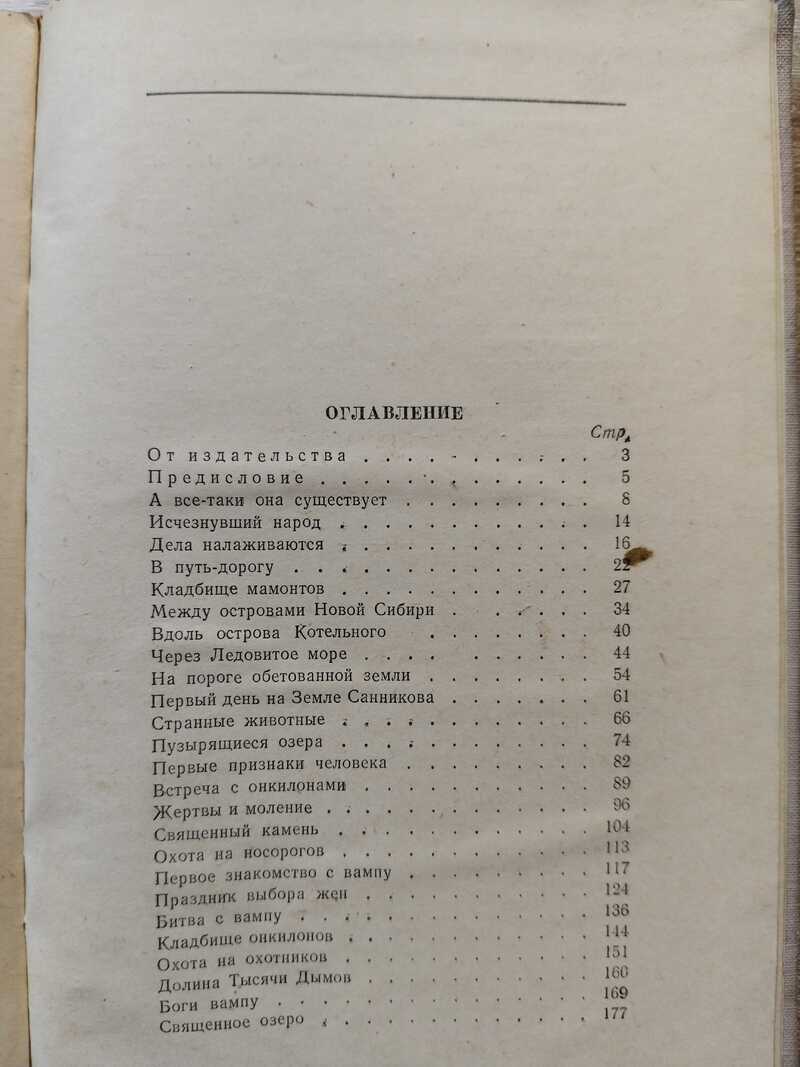 ОГЛАВЛЕНИЕ
Стр.
От издательства . . . . . . . . . . . 3
Предисловие . . . . . . . . . . . . 5
А все-таки она существует . . . . . . . . . 8
Исчезнувший народ . . . . . . . . . . . . 14
Дела налаживаются . . . . . . . . . . . . 16
В путь-дорогу . . . . . . . . . . . . . . 22
Кладбище мамонтов . . . . . . . . . . . . 27
Между островами Новой Сибири . . . . . . 34
Вдоль острова Котельного . . . . . . . . 40
Через Ледовитое море . . . . . . . . . . 44
На пороге обетованной земли . . . . . . . . 54
Первый день на Земле Санникова . . . . . . . 61
Странные животные . . . . . . . . . . . . 66
Пузырящиеся озера . . . . . . . . . . . . 74
Первые признаки человека . . . . . . . . . 82
Встреча с онкилонами . . . . . . . . . . . 89
Жертвы и моление . . . . . . . . . . . . . 96
Священный камень . . . . . . . . . . . . 104
Охота на носорогов . . . . . . . . . . . . 113
Первое знакомство с вампу . . . . . . . . . 117
Праздник выбора жен . . . . . . . . . . . 124
Битва с вампу . . . . . . . . . . . . . . 136
Кладбище онкилонов . . . . . . . . . . . . 144
Охота на охотников . . . . . . . . . . . . 151
Долина Тысячи Дымов . . . . . . . . . . . 160
Боги вампу . . . . . . . . . . . . . . . 169
Священное озеро . . . . . . . . . . . . . 177